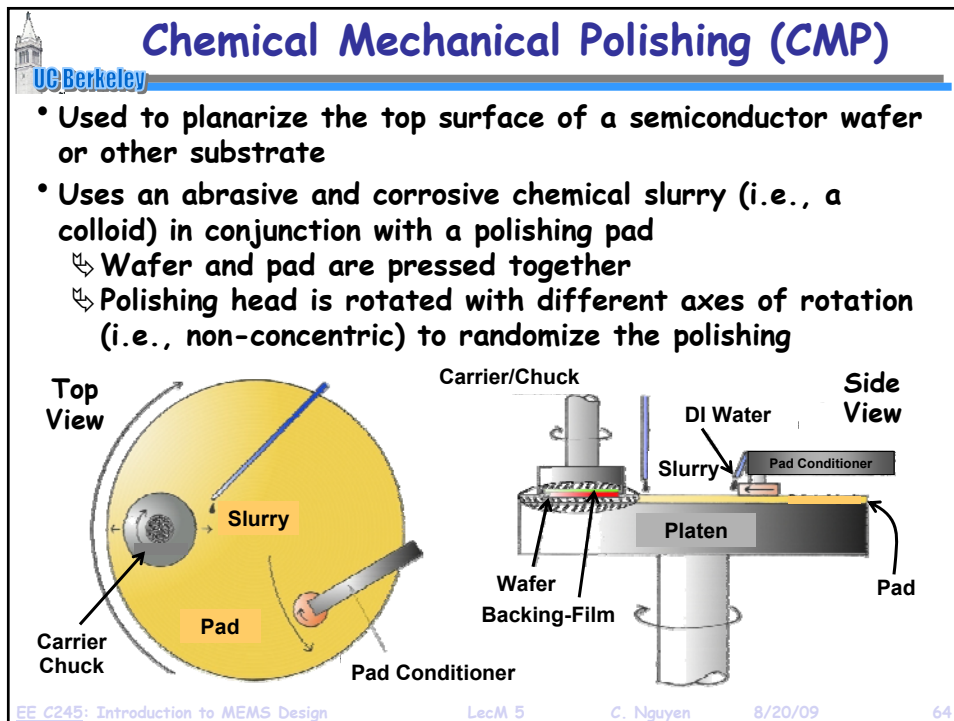 Chemical Mechanical Polishing (CMP)
UC Berkeley
• Used to planarize the top surface of a semiconductor wafer
or other substrate
• Uses an abrasive and corrosive chemical slurry (i.e., a
colloid) in conjunction with a polishing pad
↳ Wafer and pad are pressed together
↳ Polishing head is rotated with different axes of rotation
(i.e., non-concentric) to randomize the polishing
Top
View
Slurry
Pad
Carrier
Chuck
Pad Conditioner
Carrier/Chuck
Side
View
DI Water
Slurry
Pad Conditioner
Platen
Wafer
Backing-Film
Pad
EE C245: Introduction to MEMS Design LecM 5 C. Nguyen 8/20/09 64